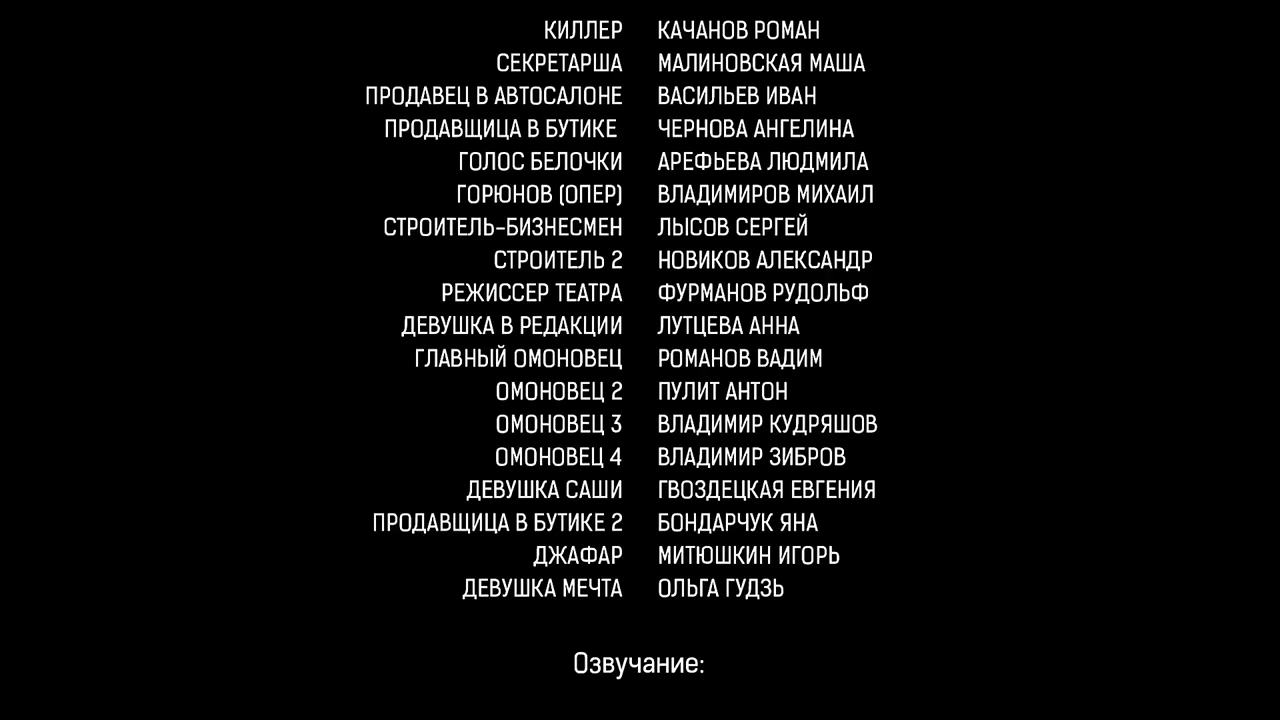 КИЛЛЕР КАЧАНОВ РОМАН
СЕКРЕТАРША МАЛИНОВСКАЯ МАША
ПРОДАВЕЦ В АВТОСАЛОНЕ ВАСИЛЬЕВ ИВАН
ПРОДАВЩИЦА В БУТИКЕ ЧЕРНОВА АНГЕЛИНА
ГОЛОС БЕЛОЧКИ АРЕФЬЕВА ЛЮДМИЛА
ГОРЮНОВ (ОПЕР) ВЛАДИМИРОВ МИХАИЛ
СТРОИТЕЛЬ-БИЗНЕСМЕН ЛЫСОВ СЕРГЕЙ
СТРОИТЕЛЬ 2 НОВИКОВ АЛЕКСАНДР
РЕЖИССЕР ТЕАТРА ФУРМАНОВ РУДОЛЬФ
ДЕВУШКА В РЕДАКЦИИ ЛУТЦЕВА АННА
ГЛАВНЫЙ ОМОНОВЕЦ РОМАНОВ ВАДИМ
ОМОНОВЕЦ 2 ПУЛИТ АНТОН
ОМОНОВЕЦ 3 ВЛАДИМИР КУДРЯШОВ
ОМОНОВЕЦ 4 ВЛАДИМИР ЗИБРОВ
ДЕВУШКА САШИ ГВОЗДЕЦКАЯ ЕВГЕНИЯ
ПРОДАВЩИЦА В БУТИКЕ 2 БОНДАРЧУК ЯНА
ДЖАФАР МИТЮШКИН ИГОРЬ
ДЕВУШКА МЕЧТА ОЛЬГА ГУДЗЬ
Озвучание: